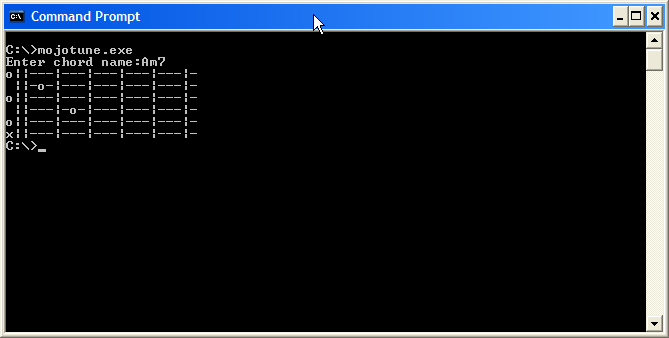 Command Prompt
C:\>mojotune.exe
Enter chord name:Am7
o||---|---|---|---|---|-
 ||-o-|---|---|---|---|-
o||---|---|---|---|---|-
 ||---|-o-|---|---|---|-
o||---|---|---|---|---|-
x||---|---|---|---|---|-
C:\>_